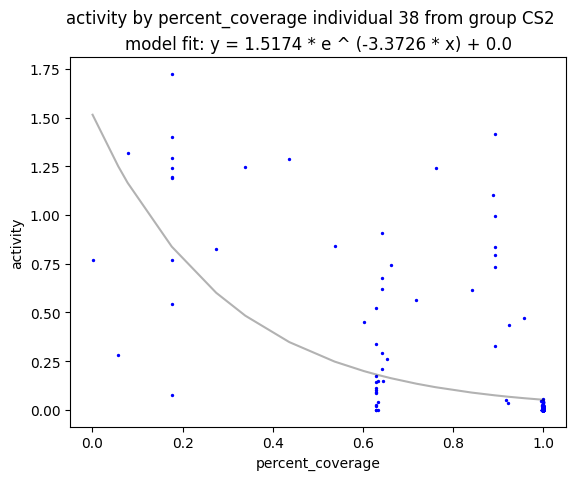 activity by percent_coverage individual 38 from group CS2
model fit: y = 1.5174 * e ^ (-3.3726 * x) + 0.0
1.75
1.50
1.25
1.00
0.75
0.50
0.25
0.00
activity
0.0 0.2 0.4 0.6 0.8 1.0
percent_coverage